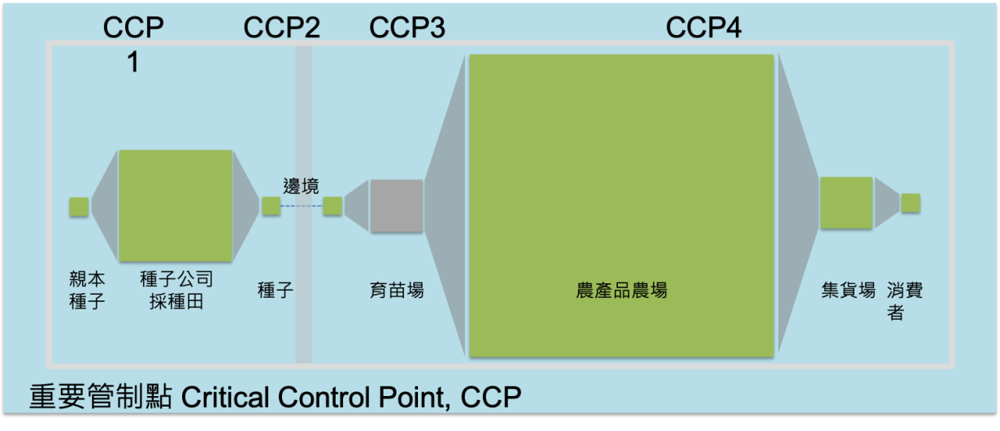 CCP
1
CCP2
CCP3
CCP4
邊境
親本
種子
種子公司
採種田
種子
育苗場
農產品農場
集貨場
消費
者
重要管制點 Critical Control Point, CCP